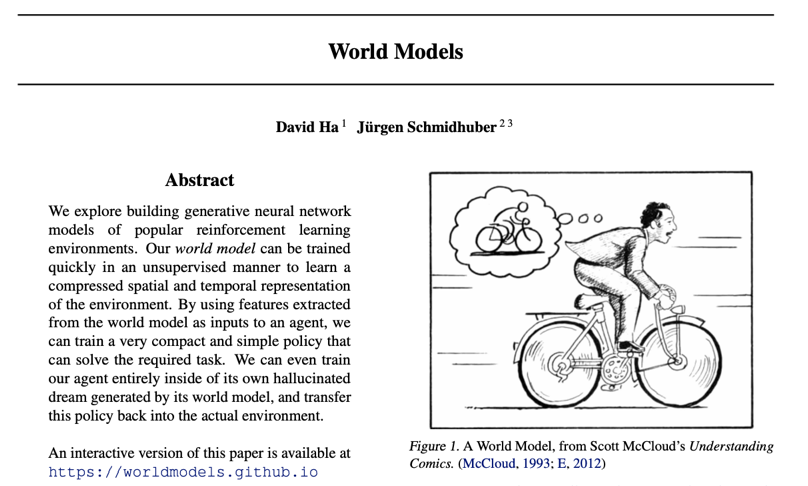 World Models
David Ha 1 Jürgen Schmidhuber 2 3
Abstract
We explore building generative neural network
models of popular reinforcement learning
environments. Our world model can be trained
quickly in an unsupervised manner to learn a
compressed spatial and temporal representation
of the environment. By using features extracted
from the world model as inputs to an agent, we
can train a very compact and simple policy that
can solve the required task. We can even train
our agent entirely inside of its own hallucinated
dream generated by its world model, and transfer
this policy back into the actual environment.
An interactive version of this paper is available at
https://worldmodels.github.io
Figure 1. A World Model, from Scott McCloud's Understanding
Comics. (McCloud, 1993; E, 2012)